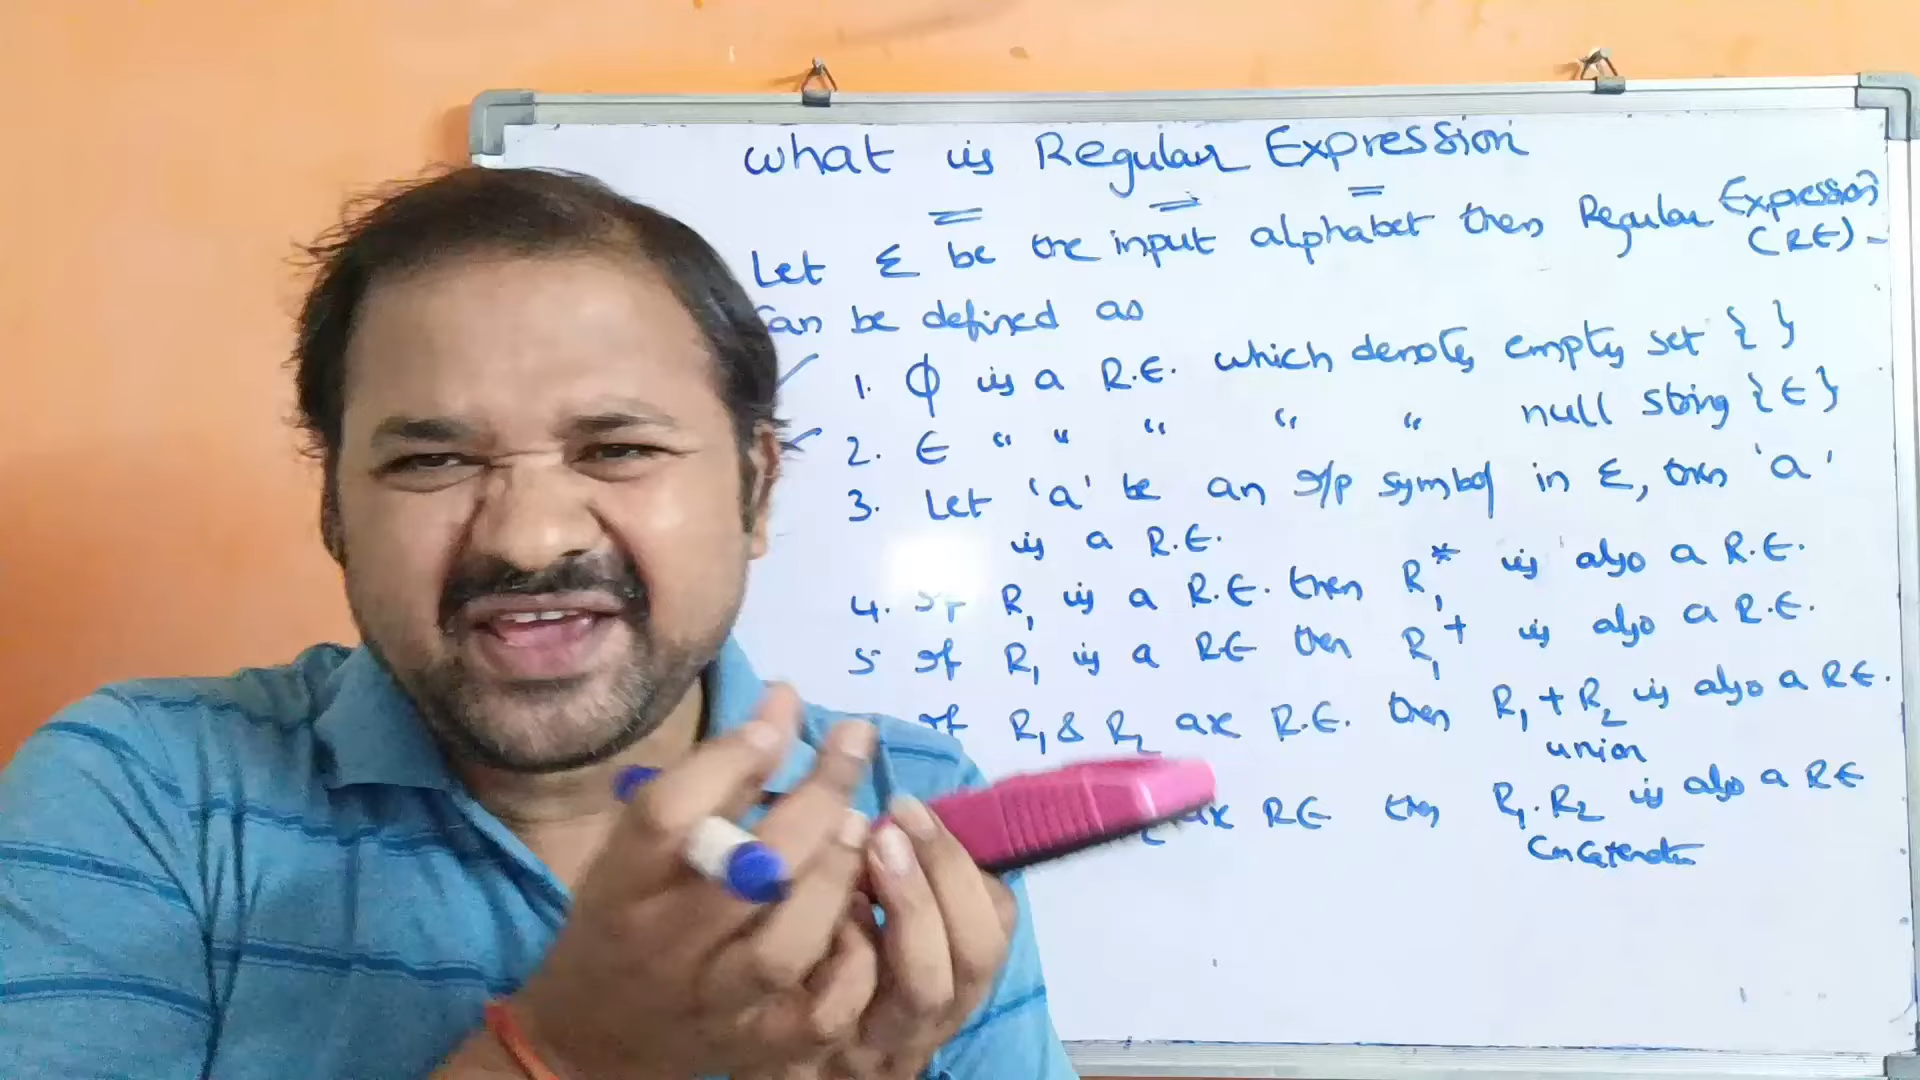 what is Regular Expression
Let Σ be the input alphabet then Regular Expression
(RE)-
can be defined as
1. Φ is a R.E. which denotes empty set { }
2. ϵ " " " " " null string {ϵ}
3. Let 'a' be an I/p symbol in Σ, then 'a'
is a R.E.
4. If R₁ is a R.E. then R₁* is also a R.E.
5 If R₁ is a RE then R₁⁺ is also a R.E.
If R₁ & R₂ are R.E. then R₁ + R₂ is also a RE.
union
are RE then R₁.R₂ is also a RE